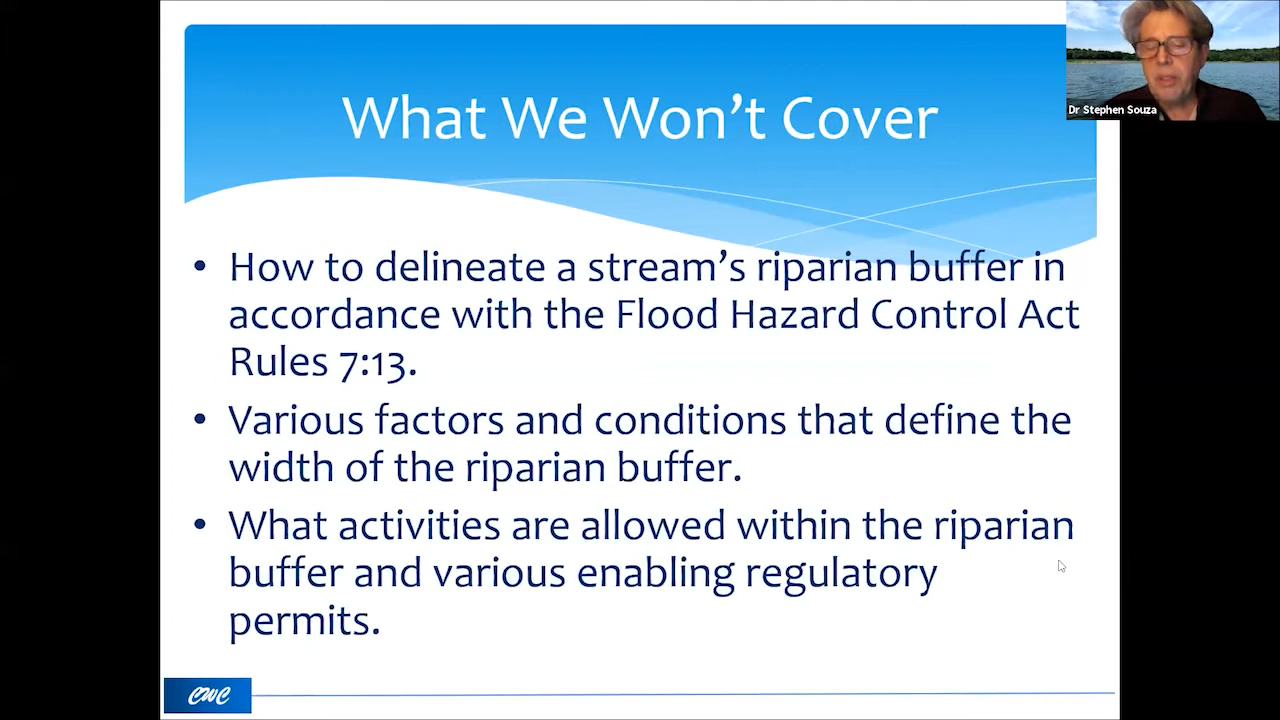 What We Won’t Cover
Dr Stephen Souza
• How to delineate a stream’s riparian buffer in
accordance with the Flood Hazard Control Act
Rules 7:13.
• Various factors and conditions that define the
width of the riparian buffer.
• What activities are allowed within the riparian
buffer and various enabling regulatory
permits.
CWC